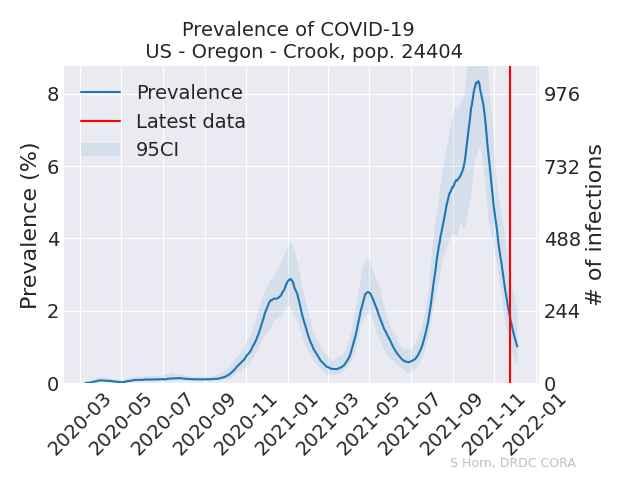 Prevalence of COVID-19
US - Oregon - Crook, pop. 24404
Prevalence
Latest data
95CI
Prevalence (%)
8
6
4
2
0
976
732
488
244
0
# of infections
2020-03
2020-05
2020-07
2020-09
2020-11
2021-01
2021-03
2021-05
2021-07
2021-09
2021-11
2022-01
S Horn, DRDC CORA